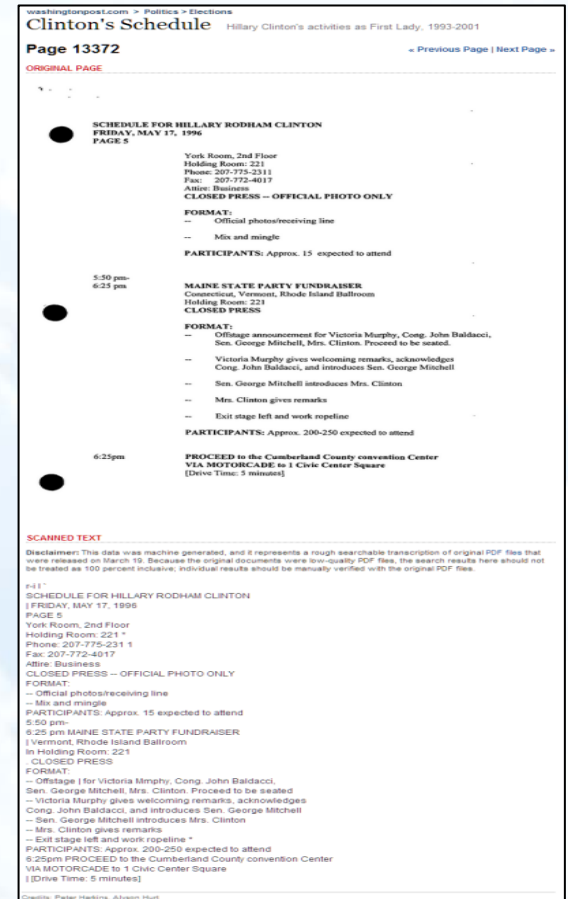 washingtonpost.com > Politics > Elections
Clinton's Schedule Hillary Clinton's activities as First Lady, 1993-2001
Page 13372
« Previous Page | Next Page »
ORIGINAL PAGE
SCHEDULE FOR HILLARY RODHAM CLINTON
FRIDAY, MAY 17, 1996
PAGE 5
York Room, 2nd Floor
Holding Room: 221
Phone: 207-775-2311
Fax: 207-772-4017
Attire: Business
CLOSED PRESS -- OFFICIAL PHOTO ONLY
FORMAT:
-- Official photos/receiving line
-- Mix and mingle
PARTICIPANTS: Approx. 15 expected to attend
5:50 pm-
6:25 pm MAINE STATE PARTY FUNDRAISER
Connecticut, Vermont, Rhode Island Ballroom
Holding Room: 221
CLOSED PRESS
FORMAT:
-- Offstage announcement for Victoria Murphy, Cong. John Baldacci,
Sen. George Mitchell, Mrs. Clinton. Proceed to be seated.
-- Victoria Murphy gives welcoming remarks, acknowledges
Cong. John Baldacci, and introduces Sen. George Mitchell
-- Sen. George Mitchell introduces Mrs. Clinton
-- Mrs. Clinton gives remarks
-- Exit stage left and work ropeline
PARTICIPANTS: Approx. 200-250 expected to attend
6:25pm PROCEED to the Cumberland County convention Center
VIA MOTORCADE to 1 Civic Center Square
[Drive Time: 5 minutes]
SCANNED TEXT
Disclaimer: This data was machine generated, and it represents a rough searchable transcription of original PDF files that
were released on March 19. Because the original documents were low-quality PDF files, the search results here should not
be treated as 100 percent inclusive; individual results should be manually verified with the original PDF files.
r-i l '
SCHEDULE FOR HILLARY RODHAM CLINTON
| FRIDAY, MAY 17, 1996
PAGE 5
York Room, 2nd Floor
Holding Room: 221 *
Phone: 207-775-231 1
Fax: 207-772-4017
Attire: Business
CLOSED PRESS -- OFFICIAL PHOTO ONLY
FORMAT:
-- Official photos/receiving line
-- Mix and mingle
PARTICIPANTS: Approx. 15 expected to attend
5:50 pm-
6:25 pm MAINE STATE PARTY FUNDRAISER
| Vermont, Rhode Island Ballroom
In Holding Room: 221
. CLOSED PRESS
FORMAT:
-- Offstage | for Victoria Mmphy, Cong. John Baldacci,
Sen. George Mitchell, Mrs. Clinton. Proceed to be seated
-- Victoria Murphy gives welcoming remarks, acknowledges
Cong. John Baldacci, and introduces Sen. George Mitchell
-- Sen. George Mitchell introduces Mrs. Clinton
-- Mrs. Clinton gives remarks
-- Exit stage left and work ropeline *
PARTICIPANTS: Approx. 200-250 expected to attend
6:25pm PROCEED to the Cumberland County convention Center
VIA MOTORCADE to 1 Civic Center Square
| [Drive Time: 5 minutes]
Credits: